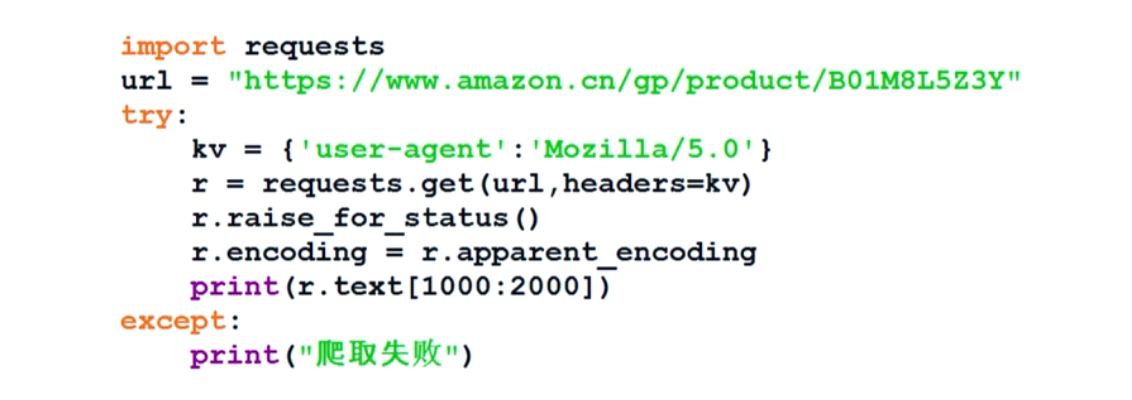 import requests
url = "https://www.amazon.cn/gp/product/B01M8L5Z3Y"
try:
    kv = {'user-agent':'Mozilla/5.0'}
    r = requests.get(url,headers=kv)
    r.raise_for_status()
    r.encoding = r.apparent_encoding
    print(r.text[1000:2000])
except:
    print("爬取失败")